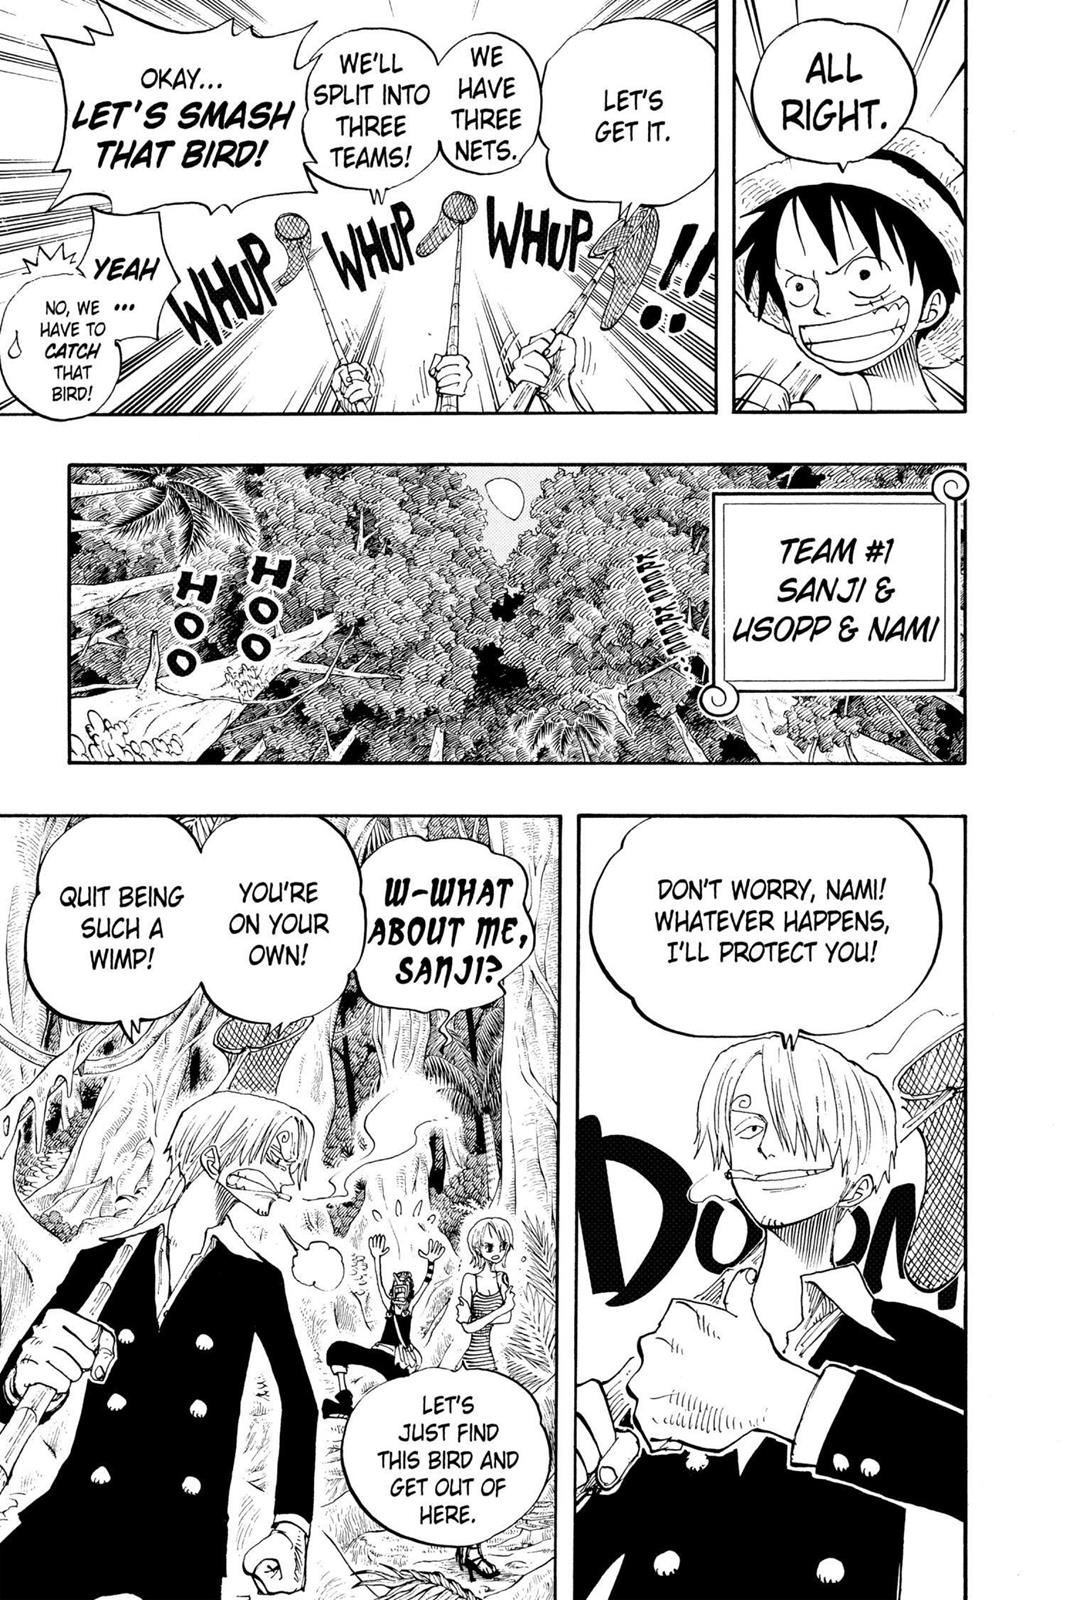 ALL
RIGHT.
LET'S
GET IT.
WE
HAVE
THREE
NETS.
WE'LL
SPLIT INTO
THREE
TEAMS!
OKAY...
LET'S SMASH
THAT BIRD!
WHUP
WHUP
WHUP
!!
YEAH
...
NO, WE
HAVE TO
CATCH
THAT
BIRD!
TEAM #1
SANJI &
USOPP & NAMI
HOO
HOO
DON'T WORRY, NAMI!
WHATEVER HAPPENS,
I'LL PROTECT YOU!
DOOM
W-WHAT
ABOUT ME,
SANJI?
YOU'RE
ON YOUR
OWN!
QUIT BEING
SUCH A
WIMP!
LET'S
JUST FIND
THIS BIRD AND
GET OUT OF
HERE.